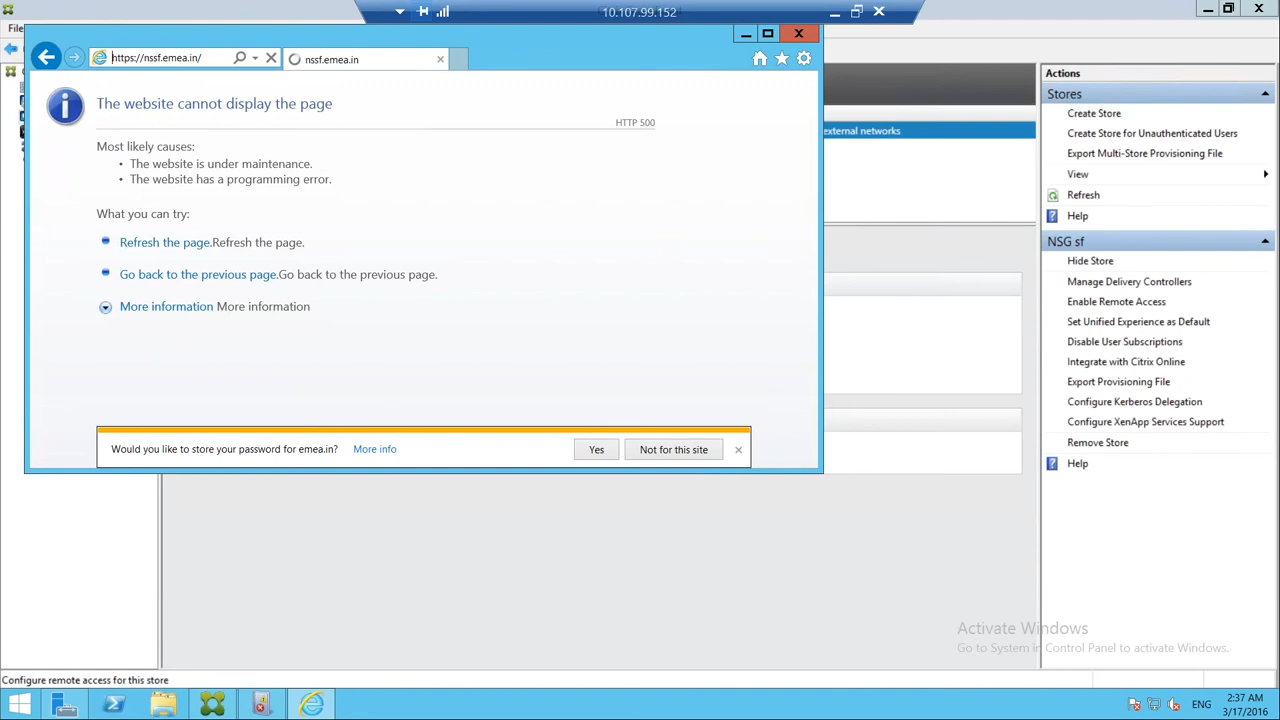 10.107.99.152
File
https://nssf.emea.in/
nssf.emea.in
The website cannot display the page
HTTP 500
Most likely causes:
The website is under maintenance.
The website has a programming error.
What you can try:
Refresh the page.Refresh the page.
Go back to the previous page.Go back to the previous page.
More information More information
Would you like to store your password for emea.in? More info Yes Not for this site
external networks
Actions
Stores
Create Store
Create Store for Unauthenticated Users
Export Multi-Store Provisioning File
View
Refresh
Help
NSG sf
Hide Store
Manage Delivery Controllers
Enable Remote Access
Set Unified Experience as Default
Disable User Subscriptions
Integrate with Citrix Online
Export Provisioning File
Configure Kerberos Delegation
Configure XenApp Services Support
Remove Store
Help
Activate Windows
Go to System in Control Panel to activate Windows.
Configure remote access for this store
ENG
2:37 AM
3/17/2016